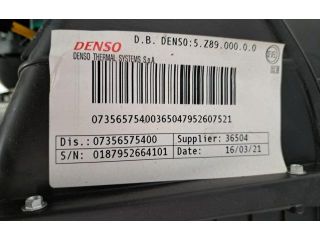 D.B. DENSO:5.Z89.000.0.0
DENSO
DENSO THERMAL SYSTEMS S.p.A
07356575400365047952607521
Dis.: 07356575400 Supplier: 36504
S/N: 0187952664101 Date: 16/03/21